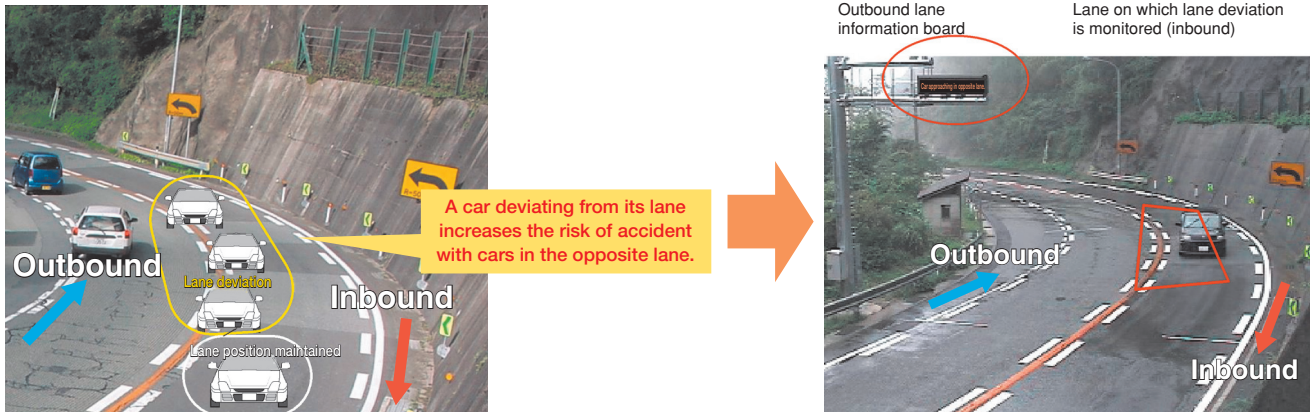 Outbound
Lane deviation
Inbound
Lane position maintained
A car deviating from its lane
increases the risk of accident
with cars in the opposite lane.
Outbound lane
information board
Lane on which lane deviation
is monitored (inbound)
Car approaching in opposite lane.
Outbound
Inbound